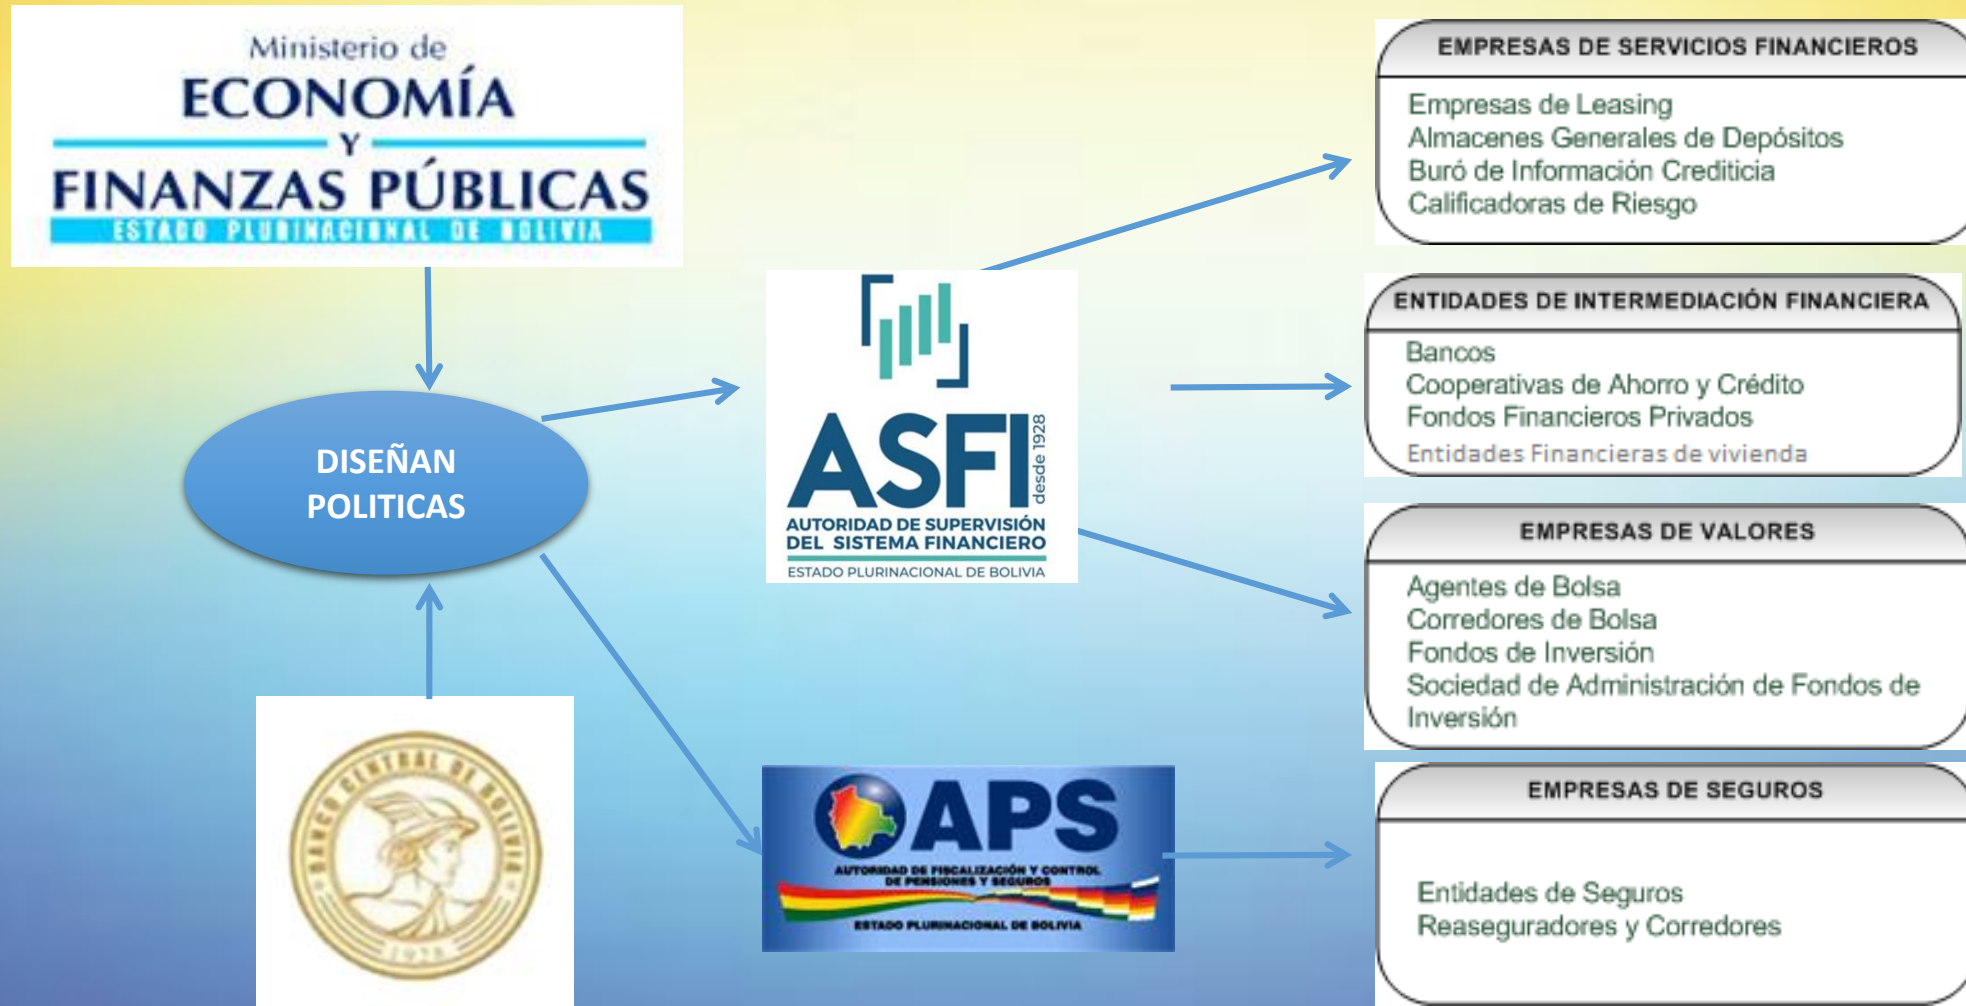 Ministerio de
ECONOMÍA
Y
FINANZAS PÚBLICAS
ESTADO PLURINACIONAL DE BOLIVIA
DISEÑAN
POLITICAS
BANCO CENTRAL DE BOLIVIA
1928
ASFI
desde 1928
AUTORIDAD DE SUPERVISIÓN
DEL SISTEMA FINANCIERO
ESTADO PLURINACIONAL DE BOLIVIA
APS
AUTORIDAD DE FISCALIZACIÓN Y CONTROL
DE PENSIONES Y SEGUROS
ESTADO PLURINACIONAL DE BOLIVIA
EMPRESAS DE SERVICIOS FINANCIEROS
Empresas de Leasing
Almacenes Generales de Depósitos
Buró de Información Crediticia
Calificadoras de Riesgo
ENTIDADES DE INTERMEDIACIÓN FINANCIERA
Bancos
Cooperativas de Ahorro y Crédito
Fondos Financieros Privados
Entidades Financieras de vivienda
EMPRESAS DE VALORES
Agentes de Bolsa
Corredores de Bolsa
Fondos de Inversión
Sociedad de Administración de Fondos de
Inversión
EMPRESAS DE SEGUROS
Entidades de Seguros
Reaseguradores y Corredores